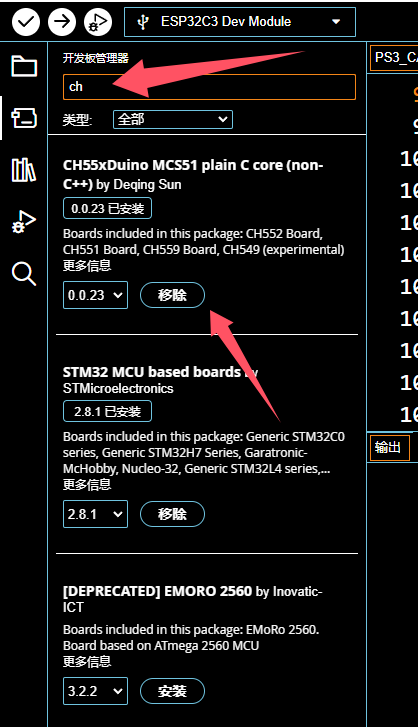 ESP32C3 Dev Module
开发板管理器
PS3_CA
ch
类型: 全部
CH55xDuino MCS51 plain C core (non-
C++) by Deqing Sun
0.0.23 已安装
Boards included in this package: CH552 Board,
CH551 Board, CH559 Board, CH549 (experimental)
更多信息
0.0.23 移除
STM32 MCU based boards by
STMicroelectronics
2.8.1 已安装
Boards included in this package: Generic STM32C0
series, Generic STM32H7 Series, Garatronic-
McHobby, Nucleo-32, Generic STM32L4 series,...
更多信息
2.8.1 移除
[DEPRECATED] EMORO 2560 by Inovatic-
ICT
Boards included in this package: EMoRo 2560.
Board based on ATmega 2560 MCU
更多信息
3.2.2 安装
10
10
10
10
10
10
10
10
10
输出